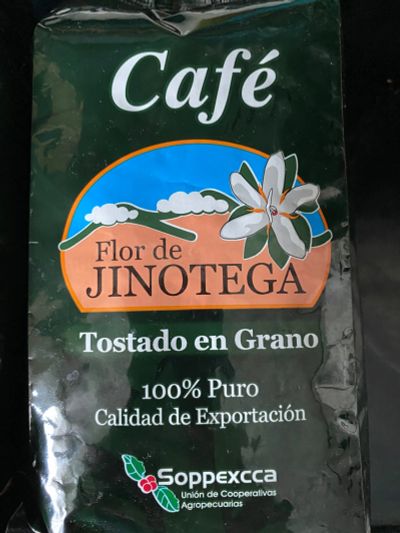 Café
Flor de
JINOTEGA
Tostado en Grano
100% Puro
Calidad de Exportación
Soppexcca
Unión de Cooperativas
Agropecuarias